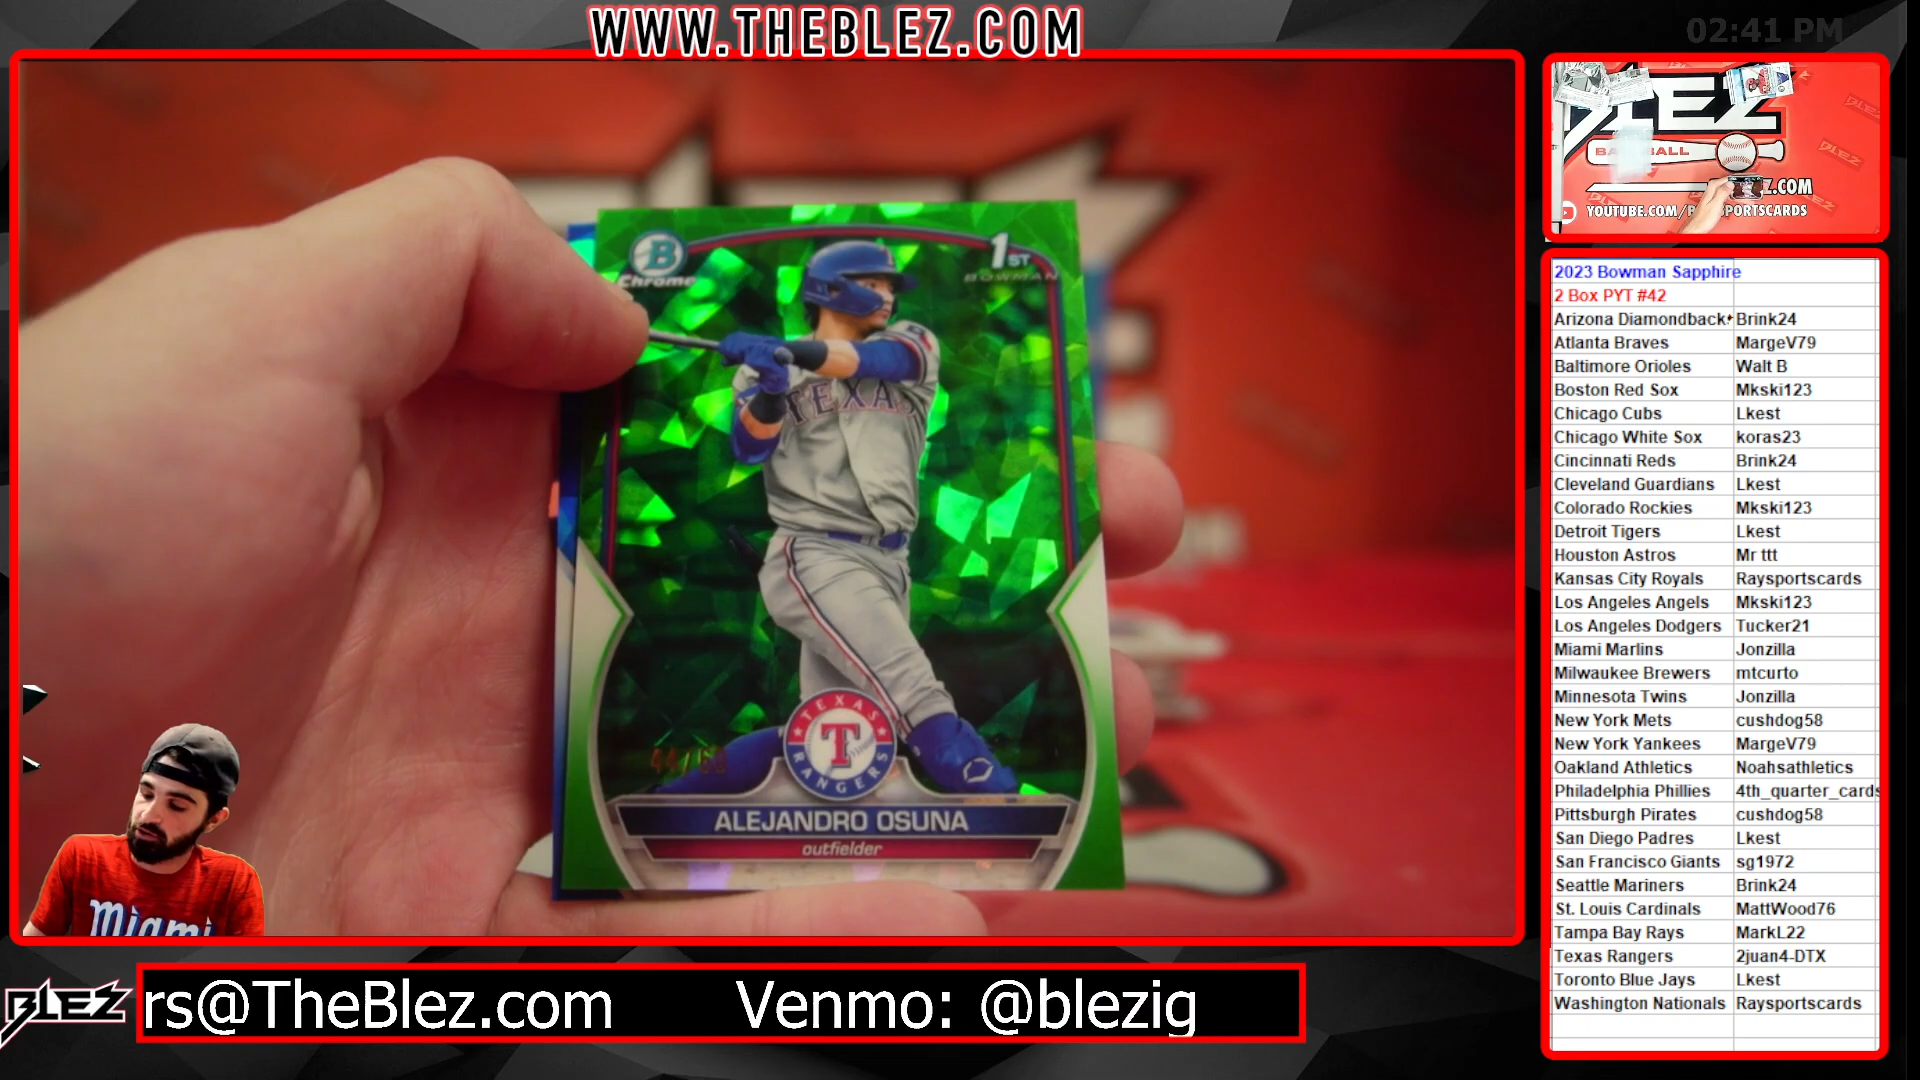 WWW.THEBLEZ.COM
02:41 PM
B
Chrome
1ST
BOWMAN
TEXAS
TEXAS
T
RANGERS
ALEJANDRO OSUNA
outfielder
Miami
BLEZ
rs@TheBlez.com Venmo: @blezig
BLEZ
.COM
YOUTUBE.COM/
SPORTSCARDS
2023 Bowman Sapphire
2 Box PYT #42
Arizona Diamondback Brink24
Atlanta Braves MargeV79
Baltimore Orioles Walt B
Boston Red Sox Mkski123
Chicago Cubs Lkest
Chicago White Sox koras23
Cincinnati Reds Brink24
Cleveland Guardians Lkest
Colorado Rockies Mkski123
Detroit Tigers Lkest
Houston Astros Mr ttt
Kansas City Royals Raysportscards
Los Angeles Angels Mkski123
Los Angeles Dodgers Tucker21
Miami Marlins Jonzilla
Milwaukee Brewers mtcurto
Minnesota Twins Jonzilla
New York Mets cushdog58
New York Yankees MargeV79
Oakland Athletics Noahsathletics
Philadelphia Phillies 4th_quarter_cards
Pittsburgh Pirates cushdog58
San Diego Padres Lkest
San Francisco Giants sg1972
Seattle Mariners Brink24
St. Louis Cardinals MattWood76
Tampa Bay Rays MarkL22
Texas Rangers 2juan4-DTX
Toronto Blue Jays Lkest
Washington Nationals Raysportscards